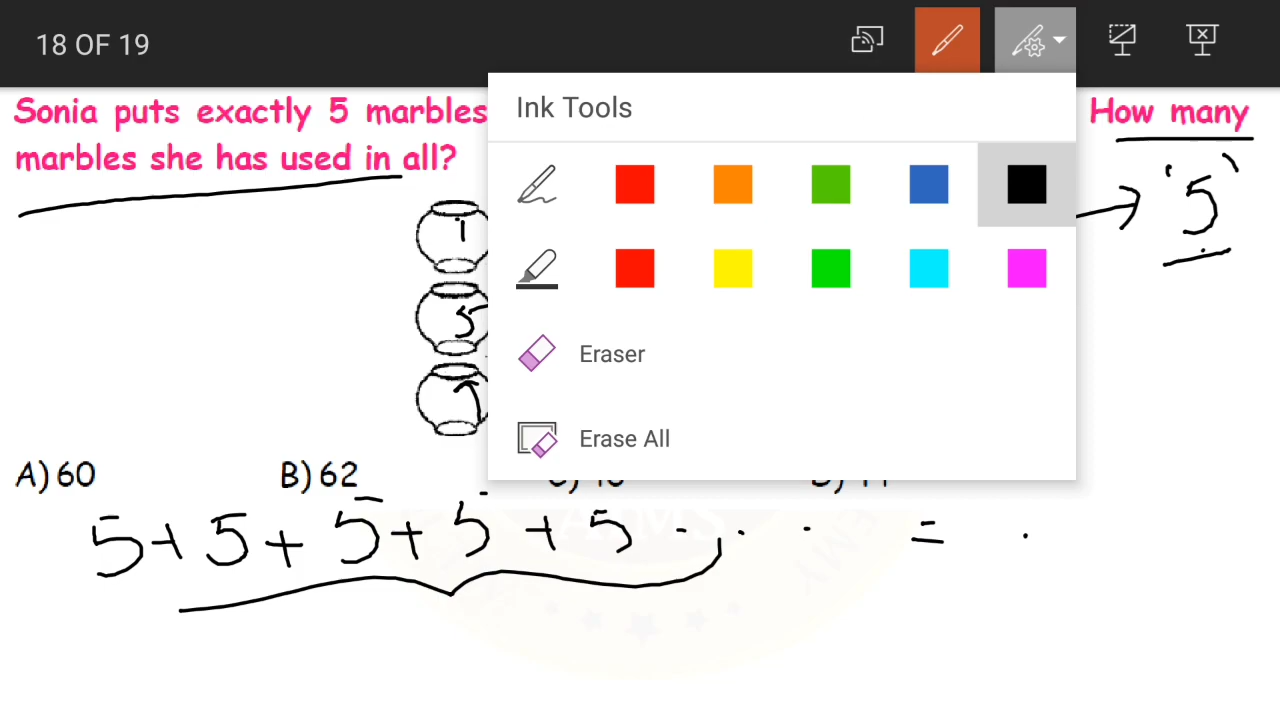 18 OF 19
Sonia puts exactly 5 marbles How many
marbles she has used in all?
Ink Tools
Eraser
Erase All
1
5
5
A) 60 B) 62
5 + 5 + 5 + 5 + 5 - . . = .